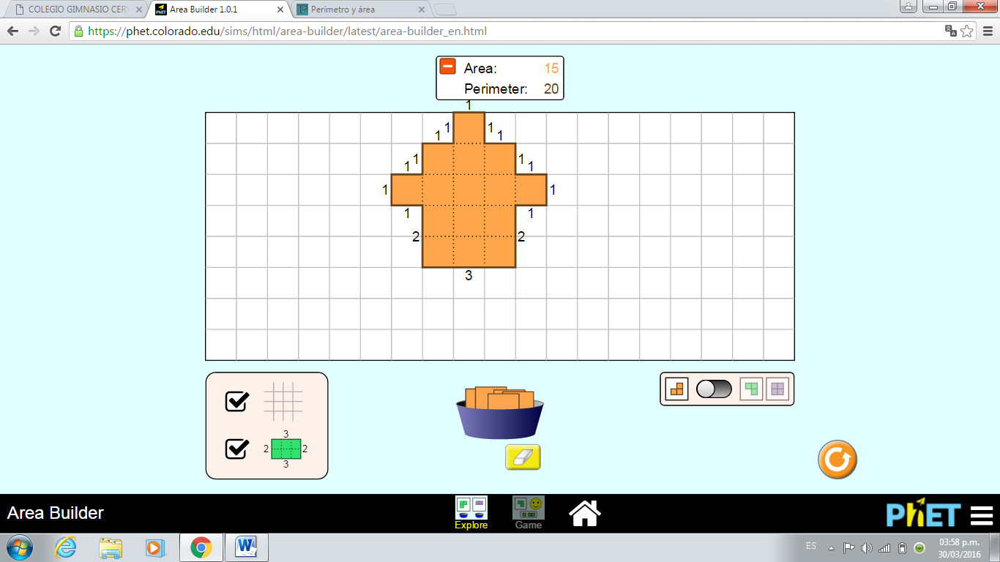 COLEGIO GIMNASIO CER
Area Builder 1.0.1
Perímetro y área
https://phet.colorado.edu/sims/html/area-builder/latest/area-builder_en.html
Area: 15
Perimeter: 20
1
1 1 1 1
1 1 1 1
1 1
1 1
2 2
3
3
2 2
3
Area Builder
Explore
Game
PhET
ES
03:58 p.m.
30/03/2016